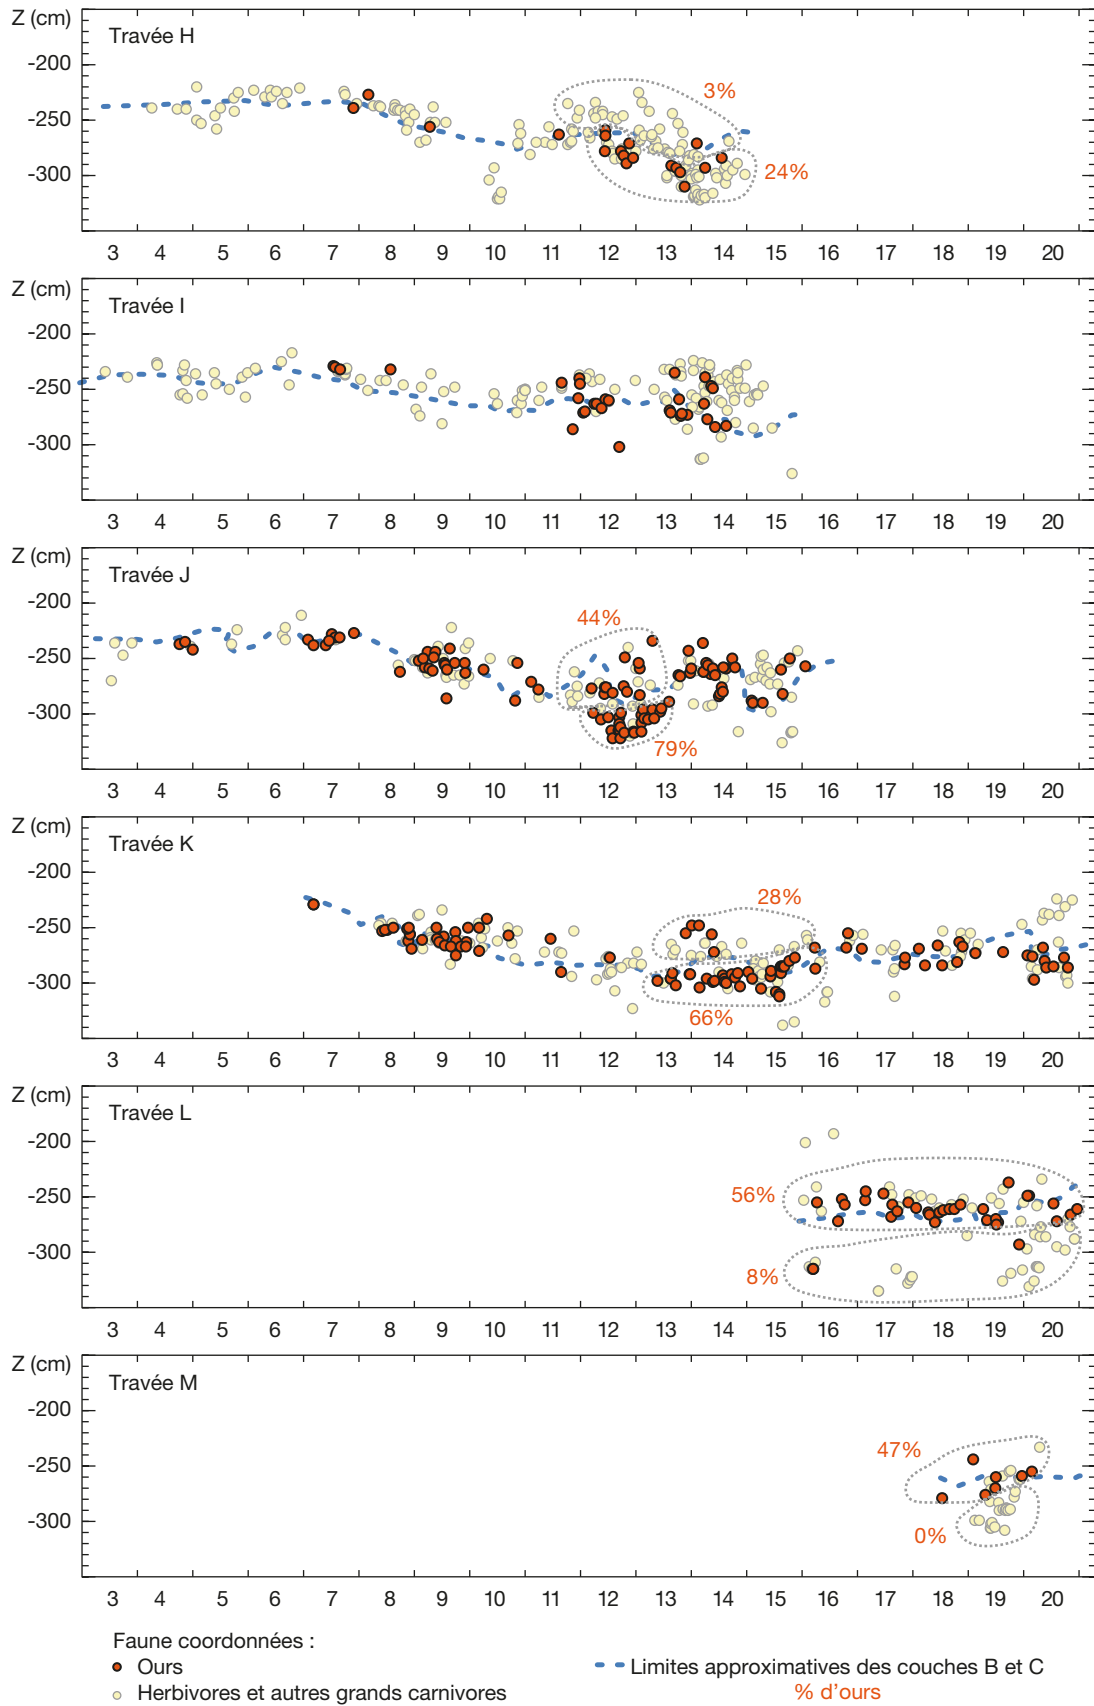 Z (cm)
Travée H
-200
3%
-250
24%
-300
3 4 5 6 7 8 9 10 11 12 13 14 15 16 17 18 19 20
Z (cm)
Travée I
-200
-250
-300
3 4 5 6 7 8 9 10 11 12 13 14 15 16 17 18 19 20
Z (cm)
Travée J
-200
44%
-250
-300
79%
3 4 5 6 7 8 9 10 11 12 13 14 15 16 17 18 19 20
Z (cm)
Travée K
-200
28%
-250
-300
66%
3 4 5 6 7 8 9 10 11 12 13 14 15 16 17 18 19 20
Z (cm)
Travée L
-200
56%
-250
8%
-300
3 4 5 6 7 8 9 10 11 12 13 14 15 16 17 18 19 20
Z (cm)
Travée M
-200
47%
-250
-300
0%
3 4 5 6 7 8 9 10 11 12 13 14 15 16 17 18 19 20
Faune coordonnées :
Ours
Limites approximatives des couches B et C
Herbivores et autres grands carnivores
% d'ours